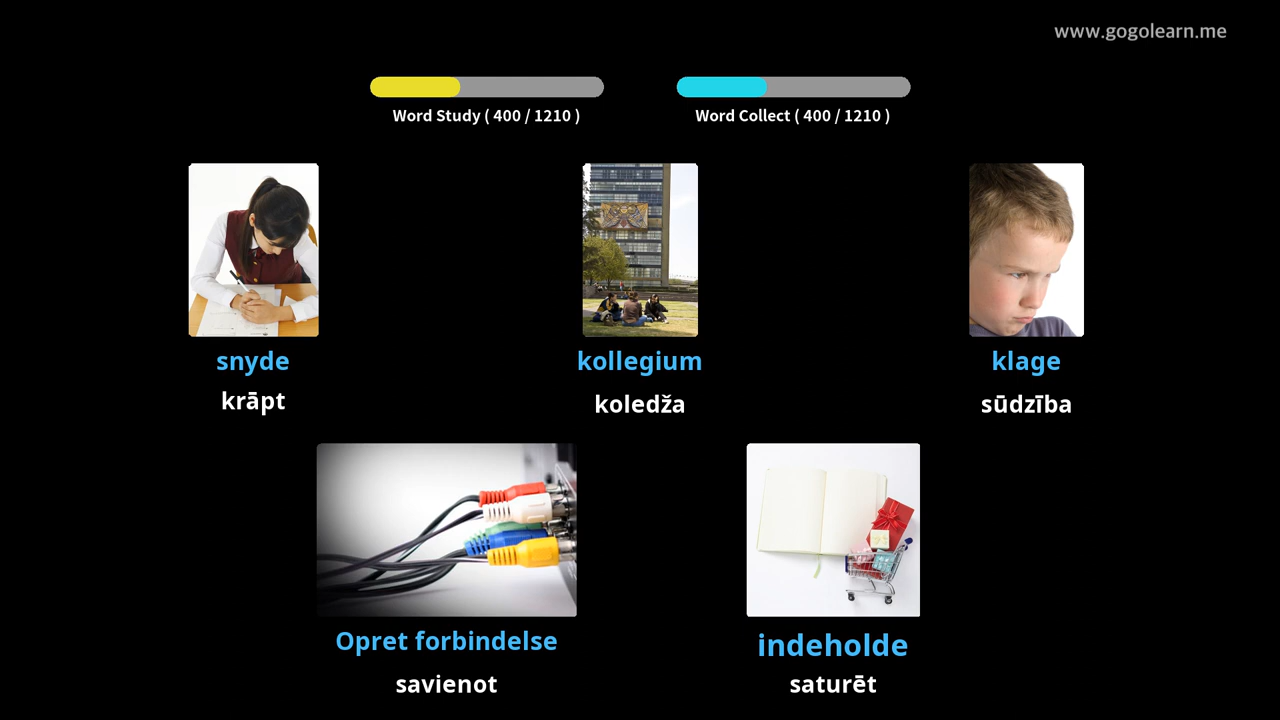 www.gogolearn.me
Word Study ( 400 / 1210 )
Word Collect ( 400 / 1210 )
snyde
krāpt
kollegium
koledža
klage
sūdzība
Opret forbindelse
savienot
indeholde
saturēt